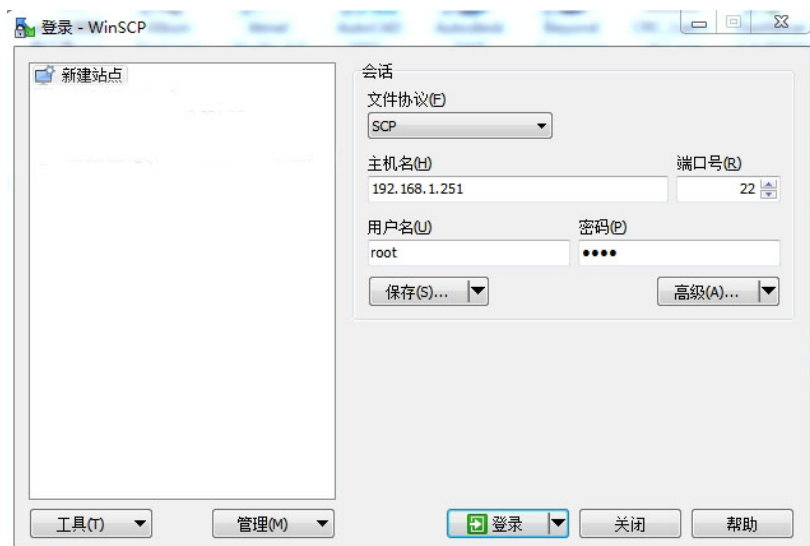 登录 - WinSCP
新建站点
会话
文件协议(F)
SCP
主机名(H)
端口号(R)
192.168.1.251
22
用户名(U)
密码(P)
root
••••
保存(S)...
高级(A)...
工具(T)
管理(M)
登录
关闭
帮助